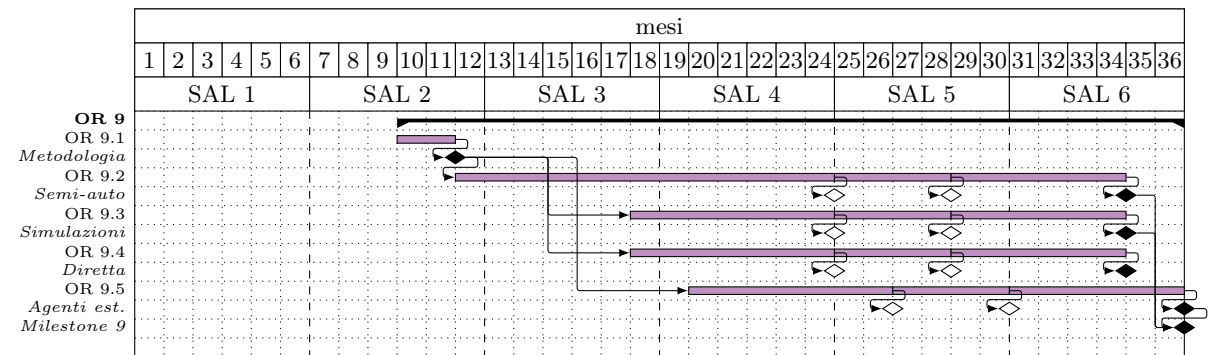 mesi
1 2 3 4 5 6 7 8 9 10 11 12 13 14 15 16 17 18 19 20 21 22 23 24 25 26 27 28 29 30 31 32 33 34 35 36
SAL 1 SAL 2 SAL 3 SAL 4 SAL 5 SAL 6
OR 9
OR 9.1
Metodologia
OR 9.2
Semi-auto
OR 9.3
Simulazioni
OR 9.4
Diretta
OR 9.5
Agenti est.
Milestone 9